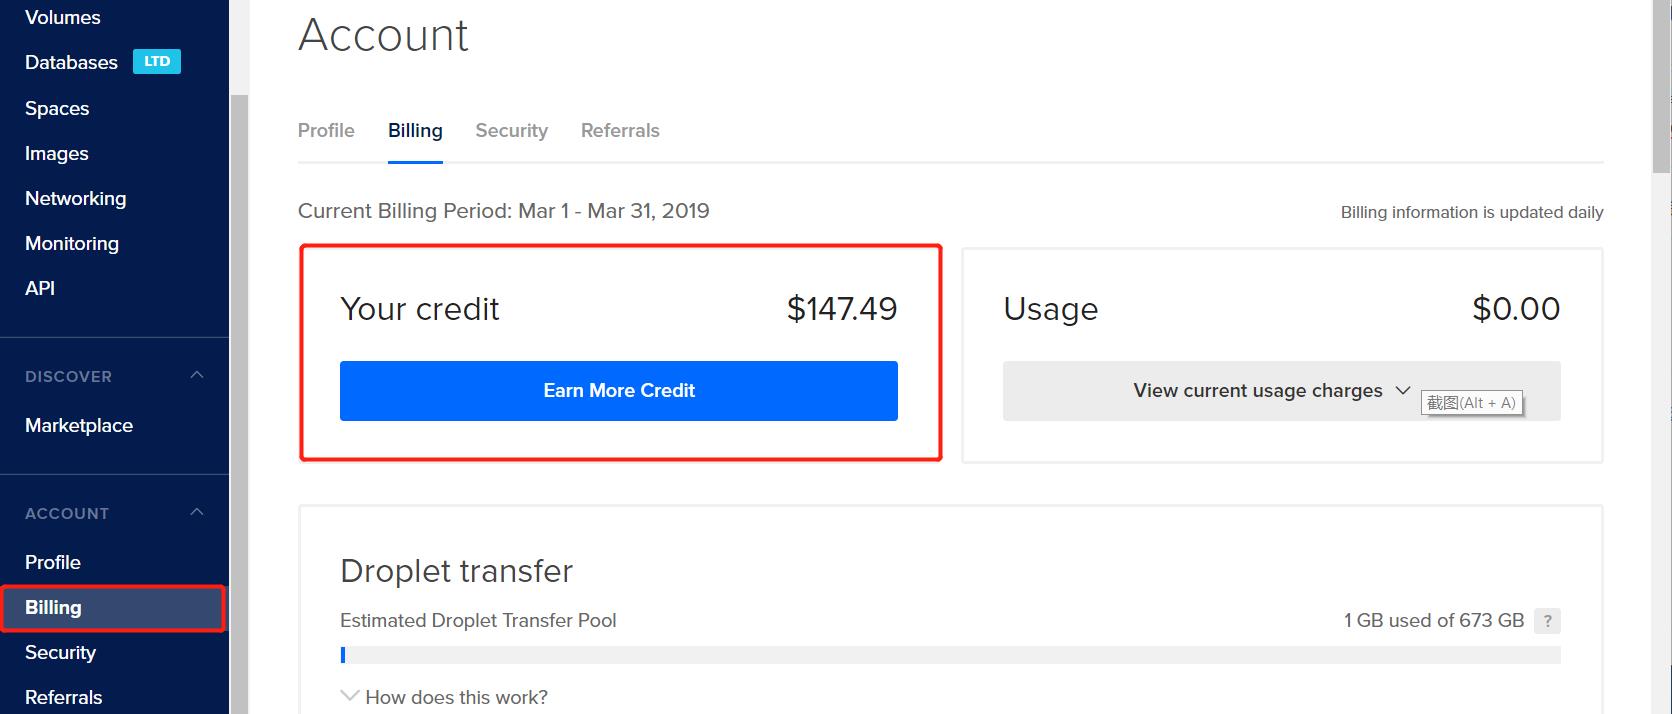 Volumes
Databases LTD
Spaces
Images
Networking
Monitoring
API
DISCOVER
Marketplace
ACCOUNT
Profile
Billing
Security
Referrals
Account
Profile Billing Security Referrals
Current Billing Period: Mar 1 - Mar 31, 2019
Billing information is updated daily
Your credit $147.49
Earn More Credit
Usage $0.00
View current usage charges
截图(Alt + A)
Droplet transfer
Estimated Droplet Transfer Pool
1 GB used of 673 GB ?
How does this work?